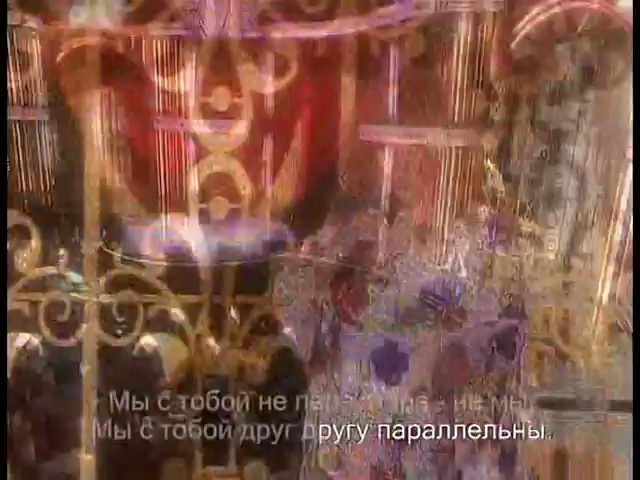 Мы с тобой не
Мы с тобой друг другу параллельны.